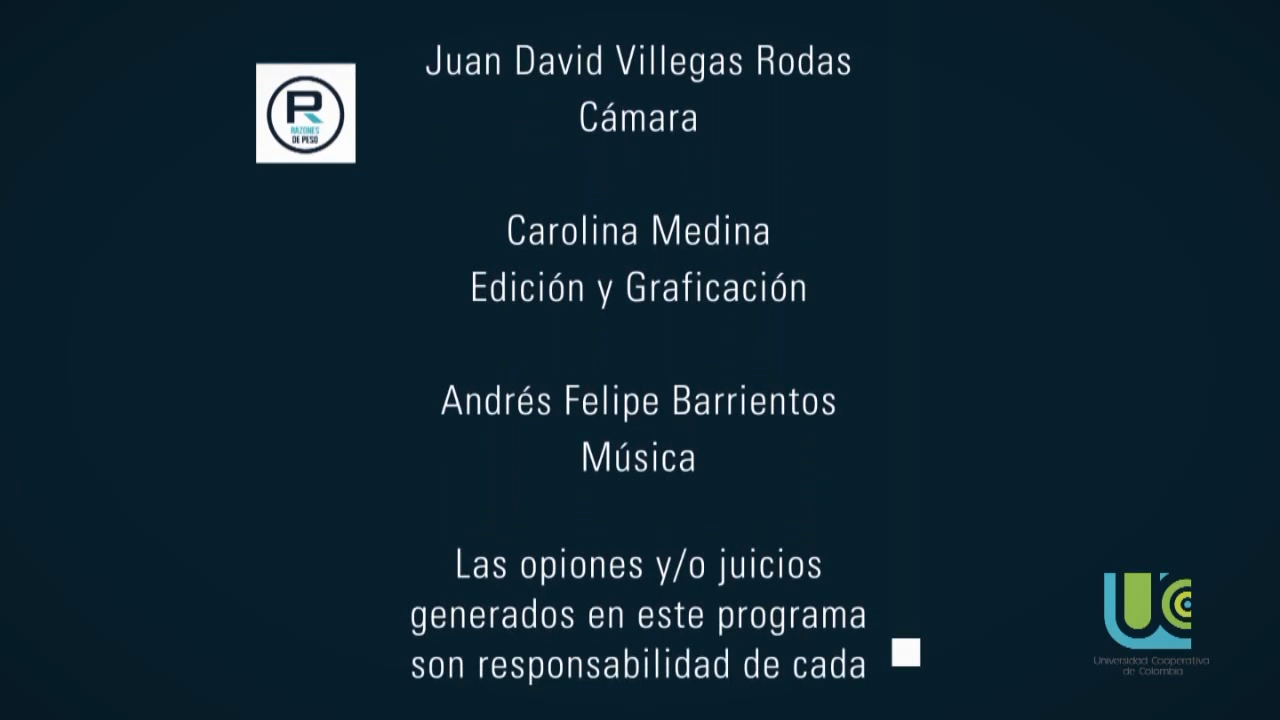 Juan David Villegas Rodas
Cámara
R
RAZONES
DE PESO
Carolina Medina
Edición y Graficación
Andrés Felipe Barrientos
Música
Las opiones y/o juicios
generados en este programa
son responsabilidad de cada
UCC
Universidad Cooperativa
de Colombia